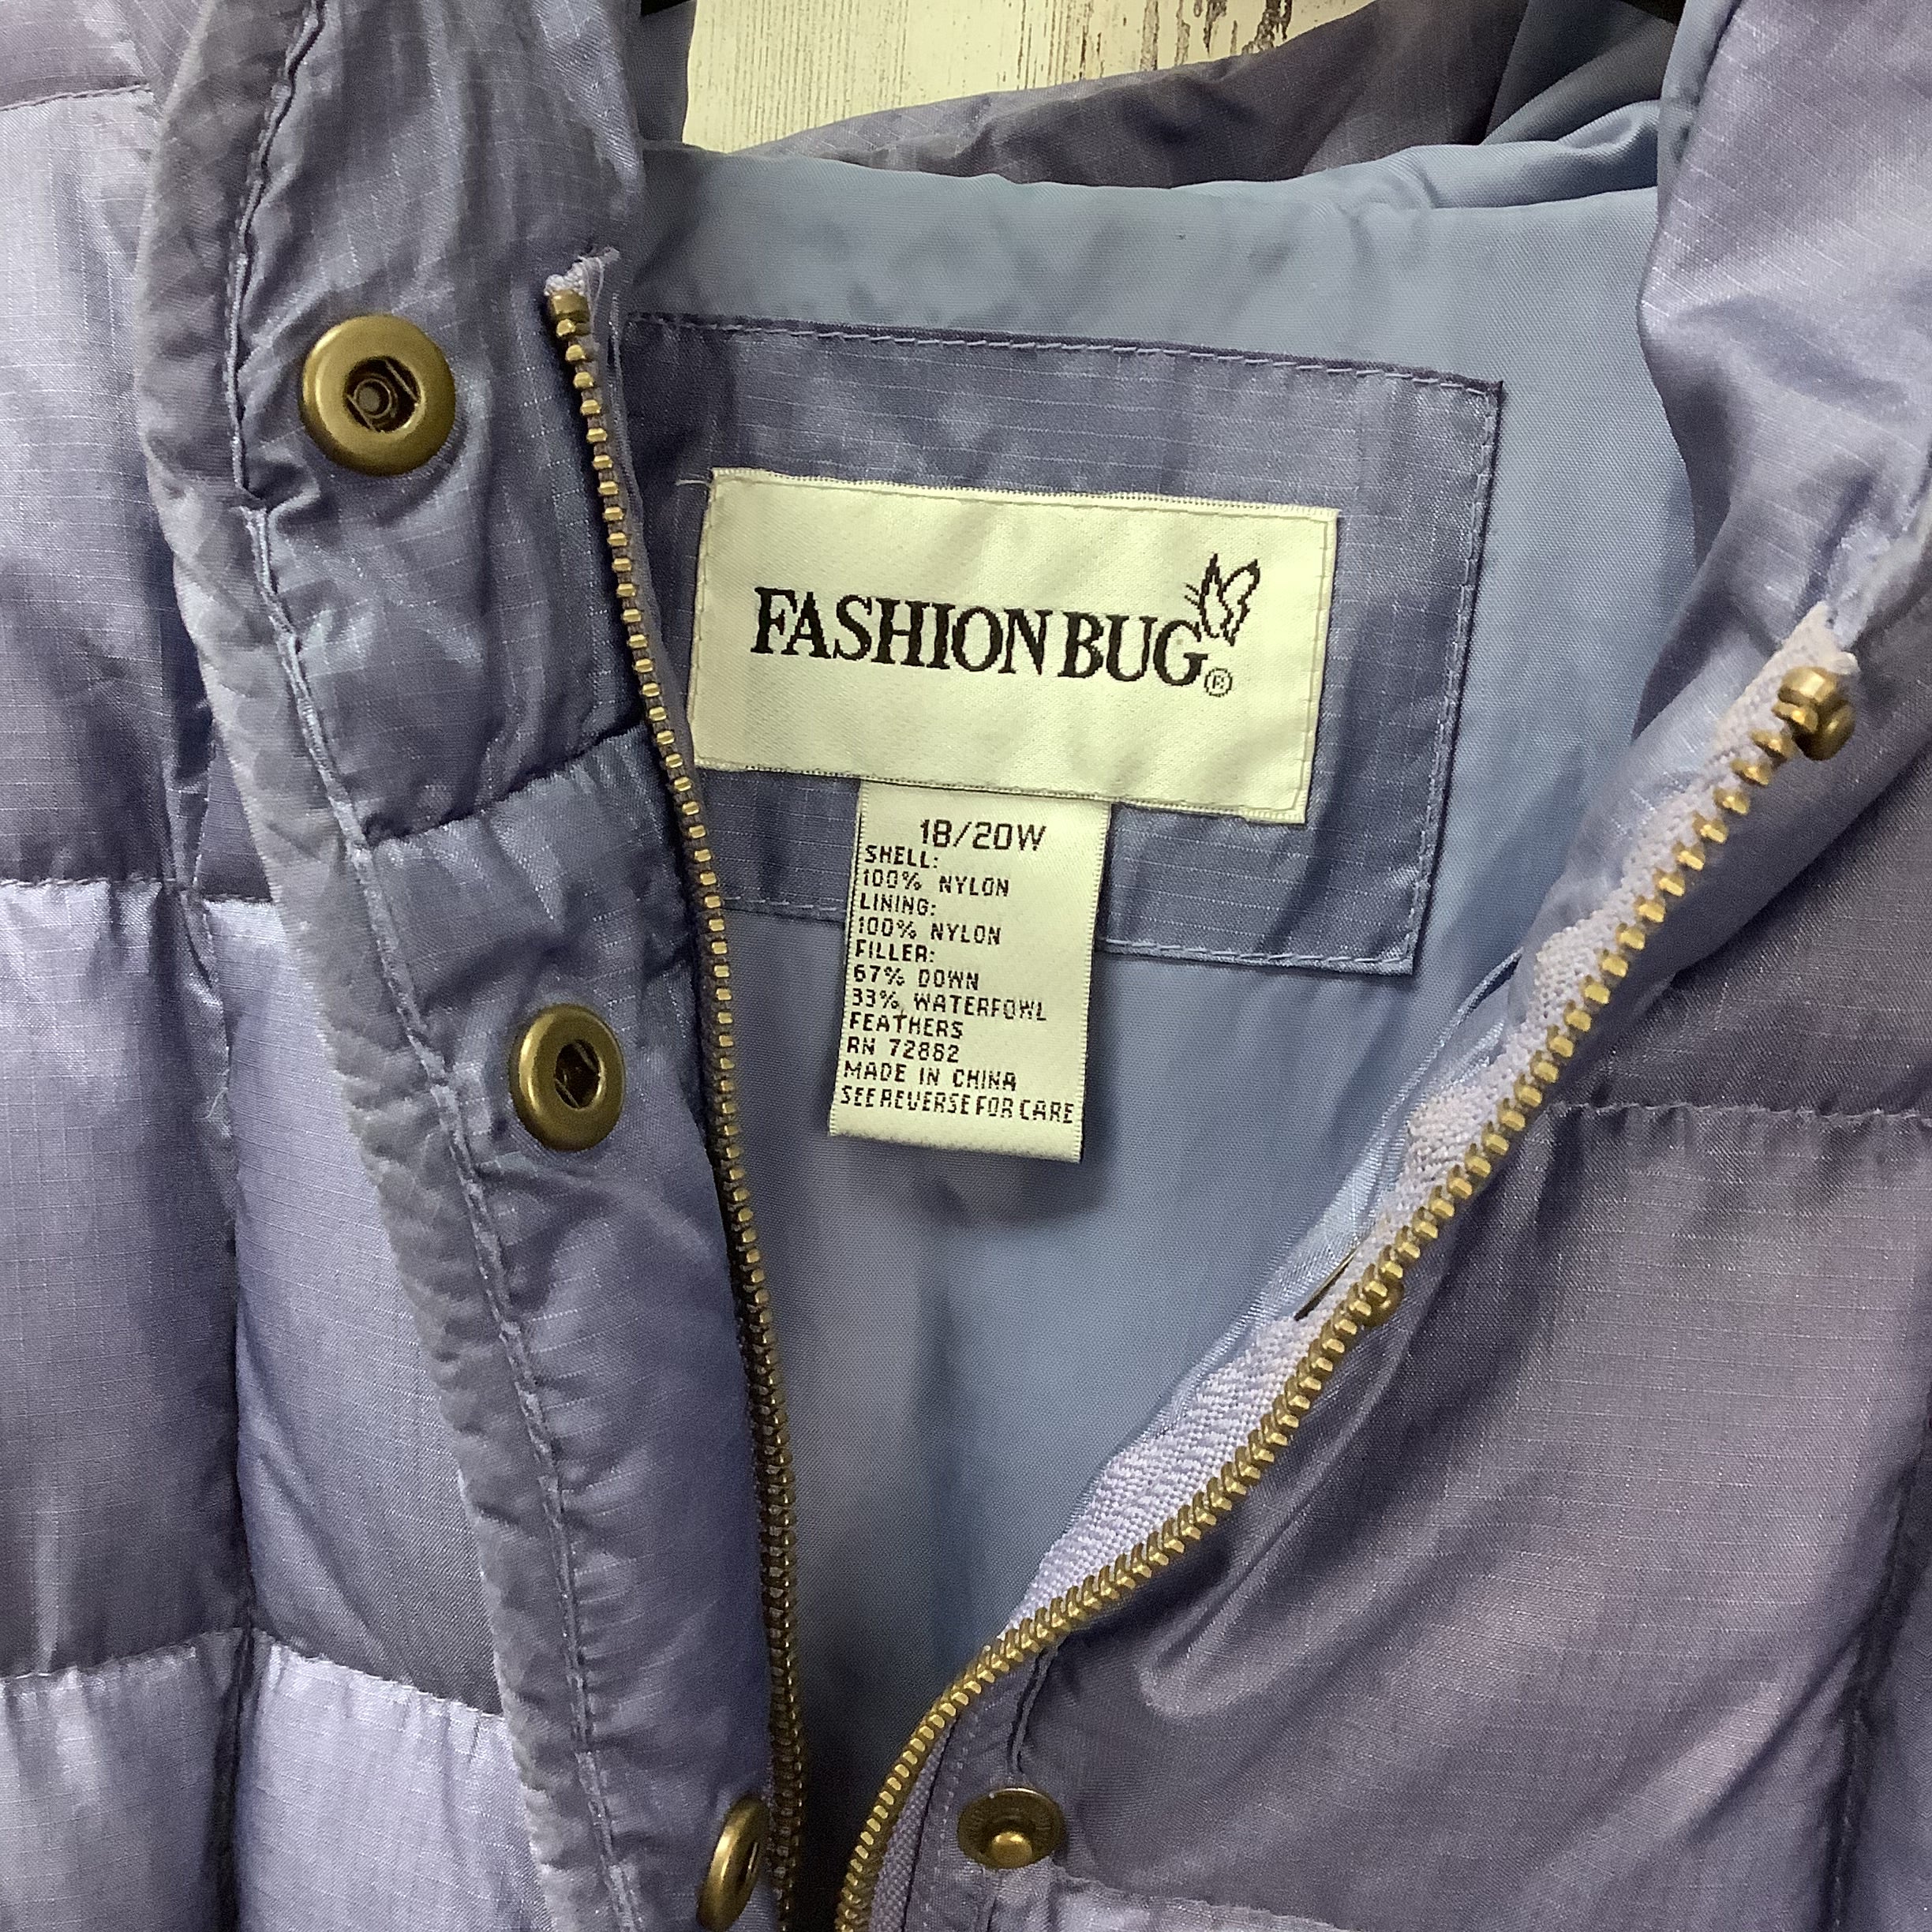 FASHION BUG®
18/20W
SHELL:
100% NYLON
LINING:
100% NYLON
FILLER:
67% DOWN
33% WATERFOWL
FEATHERS
RN 72862
MADE IN CHINA
SEE REVERSE FOR CARE